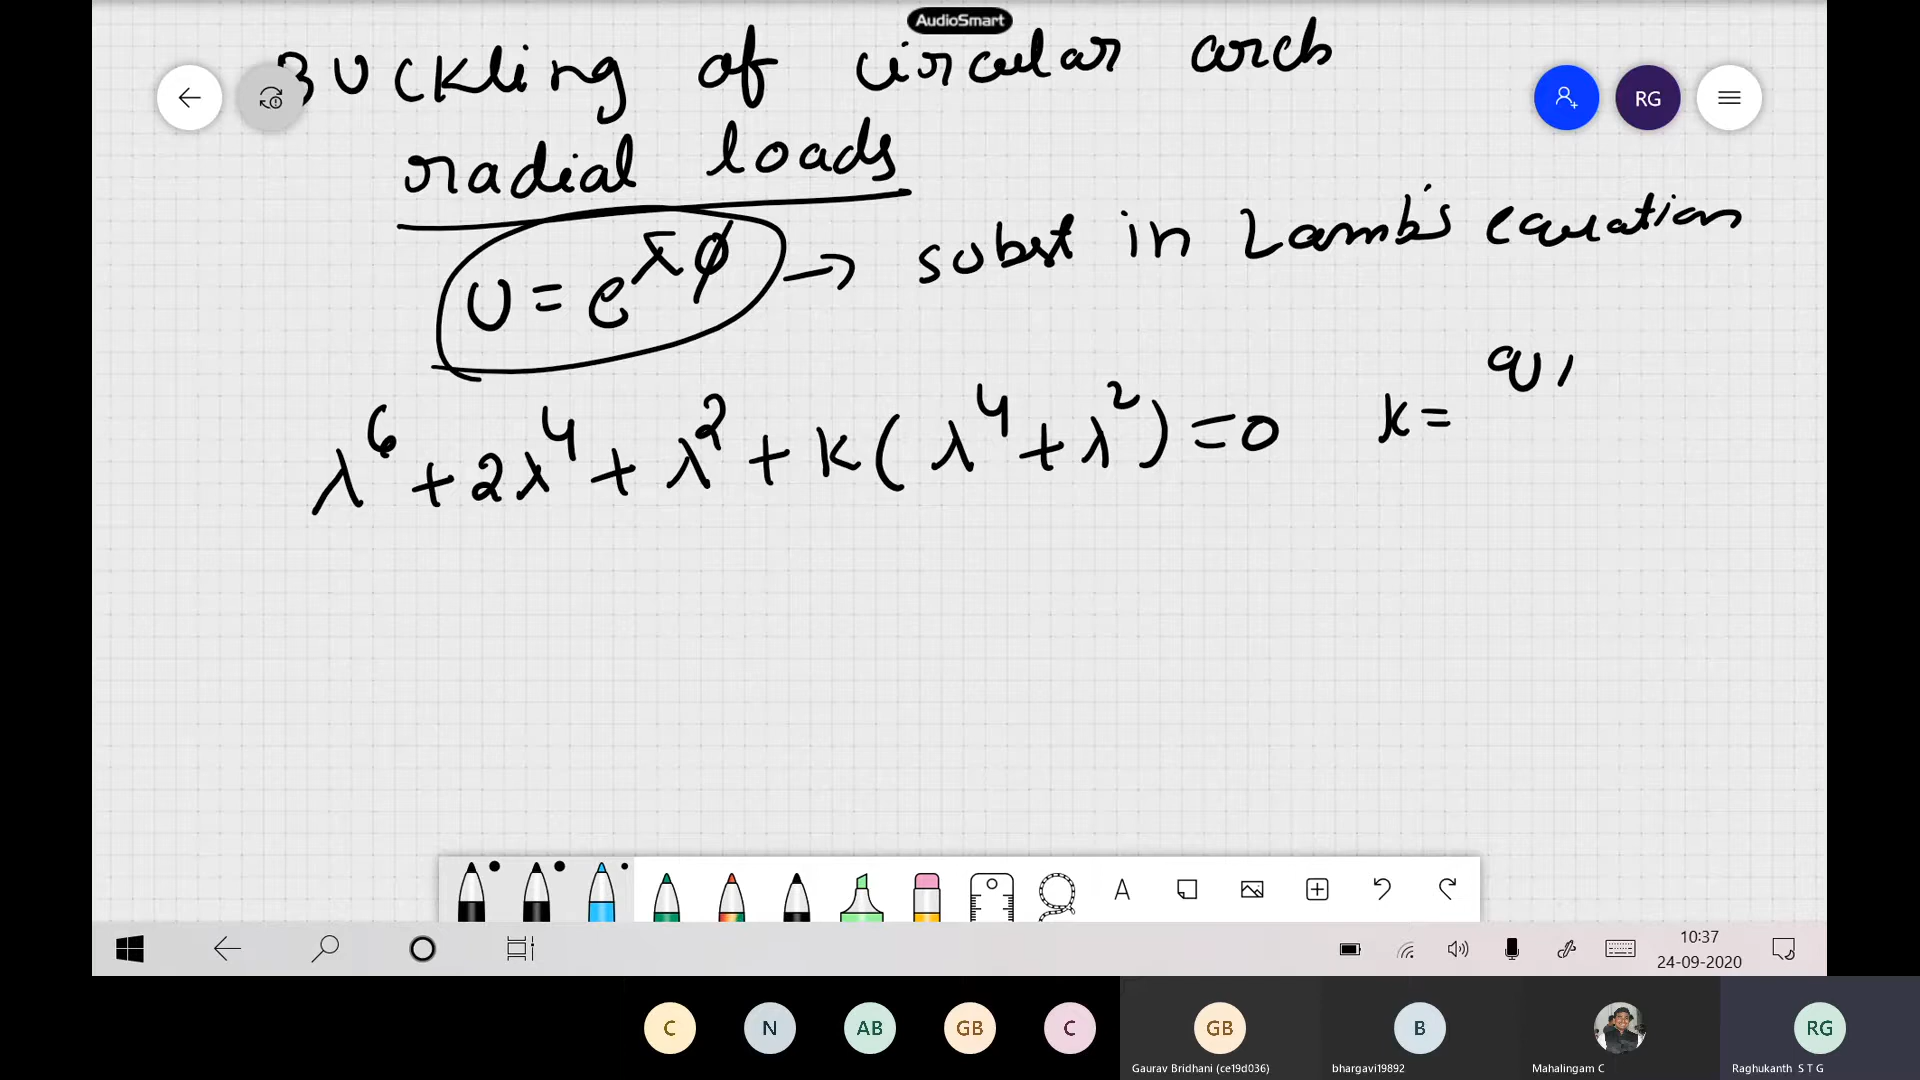 AudioSmart
Buckling of circular arch
RG
radial loads
U = e^{λϕ} → subst in Lamb's equation
λ^6 + 2λ^4 + λ^2 + k(λ^4 + λ^2) = 0 k = q
A
10:37
24-09-2020
C N AB GB C GB B RG
Gaurav Bridhani (ce19d036) bhargavi19892 Mahalingam C Raghukanth S T G